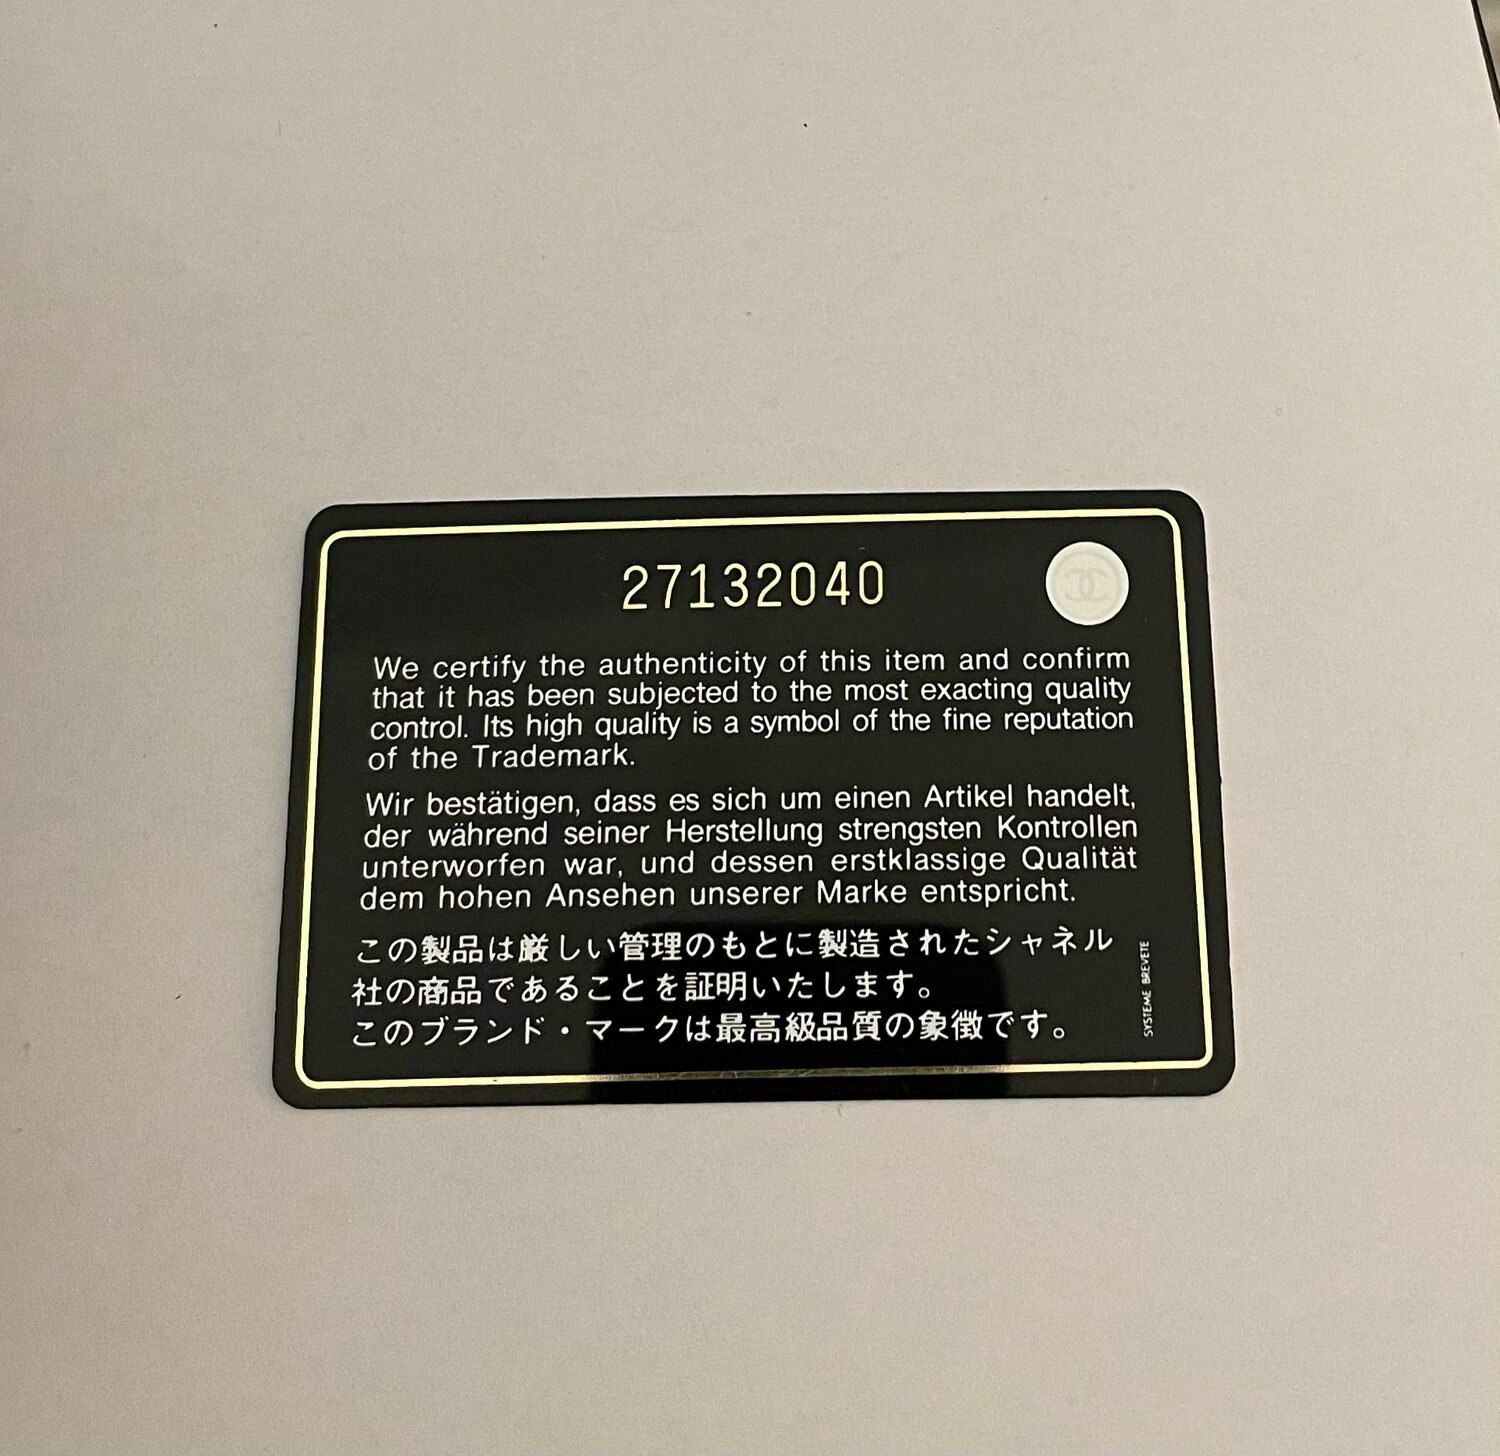 27132040
We certify the authenticity of this item and confirm
that it has been subjected to the most exacting quality
control. Its high quality is a symbol of the fine reputation
of the Trademark.
Wir bestätigen, dass es sich um einen Artikel handelt,
der während seiner Herstellung strengsten Kontrollen
unterworfen war, und dessen erstklassige Qualität
dem hohen Ansehen unserer Marke entspricht.
この製品は厳しい管理のもとに製造されたシャネル
社の商品であることを証明いたします。
このブランド・マークは最高級品質の象徴です。
SYSTEME BREVETE